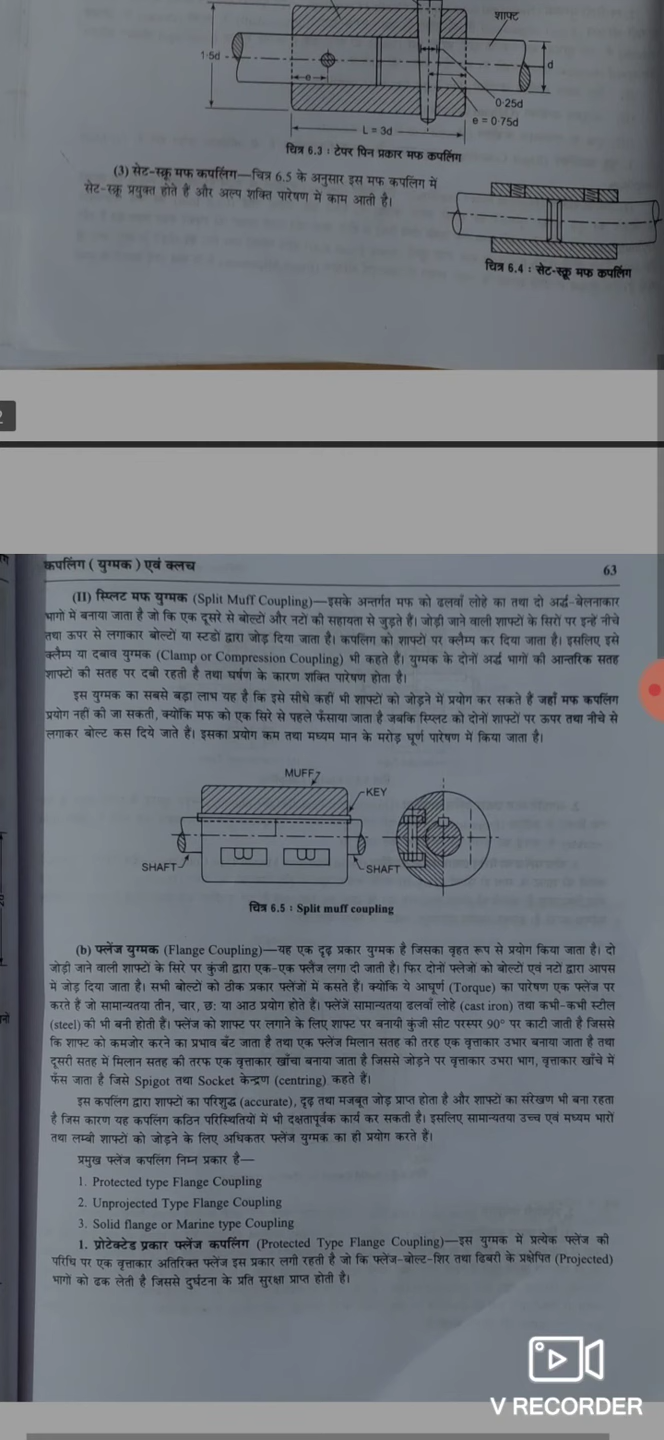 शाफ्ट
1·5d
d
e
0·25d
e = 0·75d
L = 3d
चित्र 6.3 : टेपर पिन प्रकार मफ कपलिंग
(3) सेट-स्क्रू मफ कपलिंग—चित्र 6.5 के अनुसार इस मफ कपलिंग में
सेट-स्क्रू प्रयुक्त होते हैं और अल्प शक्ति पारेषण में काम आती है।
चित्र 6.4 : सेट-स्क्रू मफ कपलिंग
2
कपलिंग ( युग्मक ) एवं क्लच
63
(II) स्प्लिट मफ युग्मक (Split Muff Coupling)—इसके अन्तर्गत मफ को ढलवाँ लोहे का तथा दो अर्द्ध-बेलनाकार
भागों में बनाया जाता है जो कि एक दूसरे से बोल्टों और नटों की सहायता से जुड़ते हैं। जोड़ी जाने वाली शाफ्टों के सिरों पर इन्हें नीचे
तथा ऊपर से लगाकर बोल्टों या स्टडों द्वारा जोड़ दिया जाता है। कपलिंग को शाफ्टों पर क्लैम्प कर दिया जाता है। इसलिए इसे
क्लैम्प या दबाव युग्मक (Clamp or Compression Coupling) भी कहते हैं। युग्मक के दोनों अर्द्ध भागों की आन्तरिक सतह
शाफ्टों की सतह पर दबी रहती है तथा घर्षण के कारण शक्ति पारेषण होता है।
इस युग्मक का सबसे बड़ा लाभ यह है कि इसे सीधे कहीं भी शाफ्टों को जोड़ने में प्रयोग कर सकते हैं जहाँ मफ कपलिंग
प्रयोग नहीं की जा सकती, क्योंकि मफ को एक सिरे से पहले फँसाया जाता है जबकि स्प्लिट को दोनों शाफ्टों पर ऊपर तथा नीचे से
लगाकर बोल्ट कस दिये जाते हैं। इसका प्रयोग कम तथा मध्यम मान के मरोड़ घूर्ण पारेषण में किया जाता है।
MUFF
KEY
SHAFT
SHAFT
चित्र 6.5 : Split muff coupling
(b) फ्लेंज युग्मक (Flange Coupling)—यह एक दृढ़ प्रकार युग्मक है जिसका वृहत रूप से प्रयोग किया जाता है। दो
जोड़ी जाने वाली शाफ्टों के सिरे पर कुंजी द्वारा एक-एक फ्लैंज लगा दी जाती है। फिर दोनों फ्लेंजो को बोल्टों एवं नटों द्वारा आपस
में जोड़ दिया जाता है। सभी बोल्टों को ठीक प्रकार फ्लेंजों में कसते हैं। क्योंकि ये आघूर्ण (Torque) का पारेषण एक फ्लेंज पर
करते हैं जो सामान्यतया तीन, चार, छः या आठ प्रयोग होते हैं। फ्लेंजें सामान्यतया ढलवाँ लोहे (cast iron) तथा कभी-कभी स्टील
(steel) की भी बनी होती हैं। फ्लेंज को शाफ्ट पर लगाने के लिए शाफ्ट पर बनायी कुंजी सीट परस्पर 90° पर काटी जाती है जिससे
कि शाफ्ट को कमजोर करने का प्रभाव बँट जाता है तथा एक फ्लेंज मिलान सतह की तरह एक वृत्ताकार उभार बनाया जाता है तथा
दूसरी सतह में मिलान सतह की तरफ एक वृत्ताकार खाँचा बनाया जाता है जिससे जोड़ने पर वृत्ताकार उभरा भाग, वृत्ताकार खाँचे में
फँस जाता है जिसे Spigot तथा Socket केन्द्रण (centring) कहते हैं।
इस कपलिंग द्वारा शाफ्टों का परिशुद्ध (accurate), दृढ़ तथा मजबूत जोड़ प्राप्त होता है और शाफ्टों का संरेखण भी बना रहता
है जिस कारण यह कपलिंग कठिन परिस्थितियों में भी दक्षतापूर्वक कार्य कर सकती है। इसलिए सामान्यतया उच्च एवं मध्यम भारों
तथा लम्बी शाफ्टों को जोड़ने के लिए अधिकतर फ्लेंज युग्मक का ही प्रयोग करते हैं।
प्रमुख फ्लेंज कपलिंग निम्न प्रकार है—
1. Protected type Flange Coupling
2. Unprojected Type Flange Coupling
3. Solid flange or Marine type Coupling
1. प्रोटेक्टेड प्रकार फ्लेंज कपलिंग (Protected Type Flange Coupling)—इस युग्मक में प्रत्येक फ्लेंज की
परिधि पर एक वृत्ताकार अतिरिक्त फ्लेंज इस प्रकार लगी रहती है जो कि फ्लेंज-बोल्ट-शिर तथा ढिबरी के प्रक्षेपित (Projected)
भागों को ढक लेती है जिससे दुर्घटना के प्रति सुरक्षा प्राप्त होती है।
V RECORDER